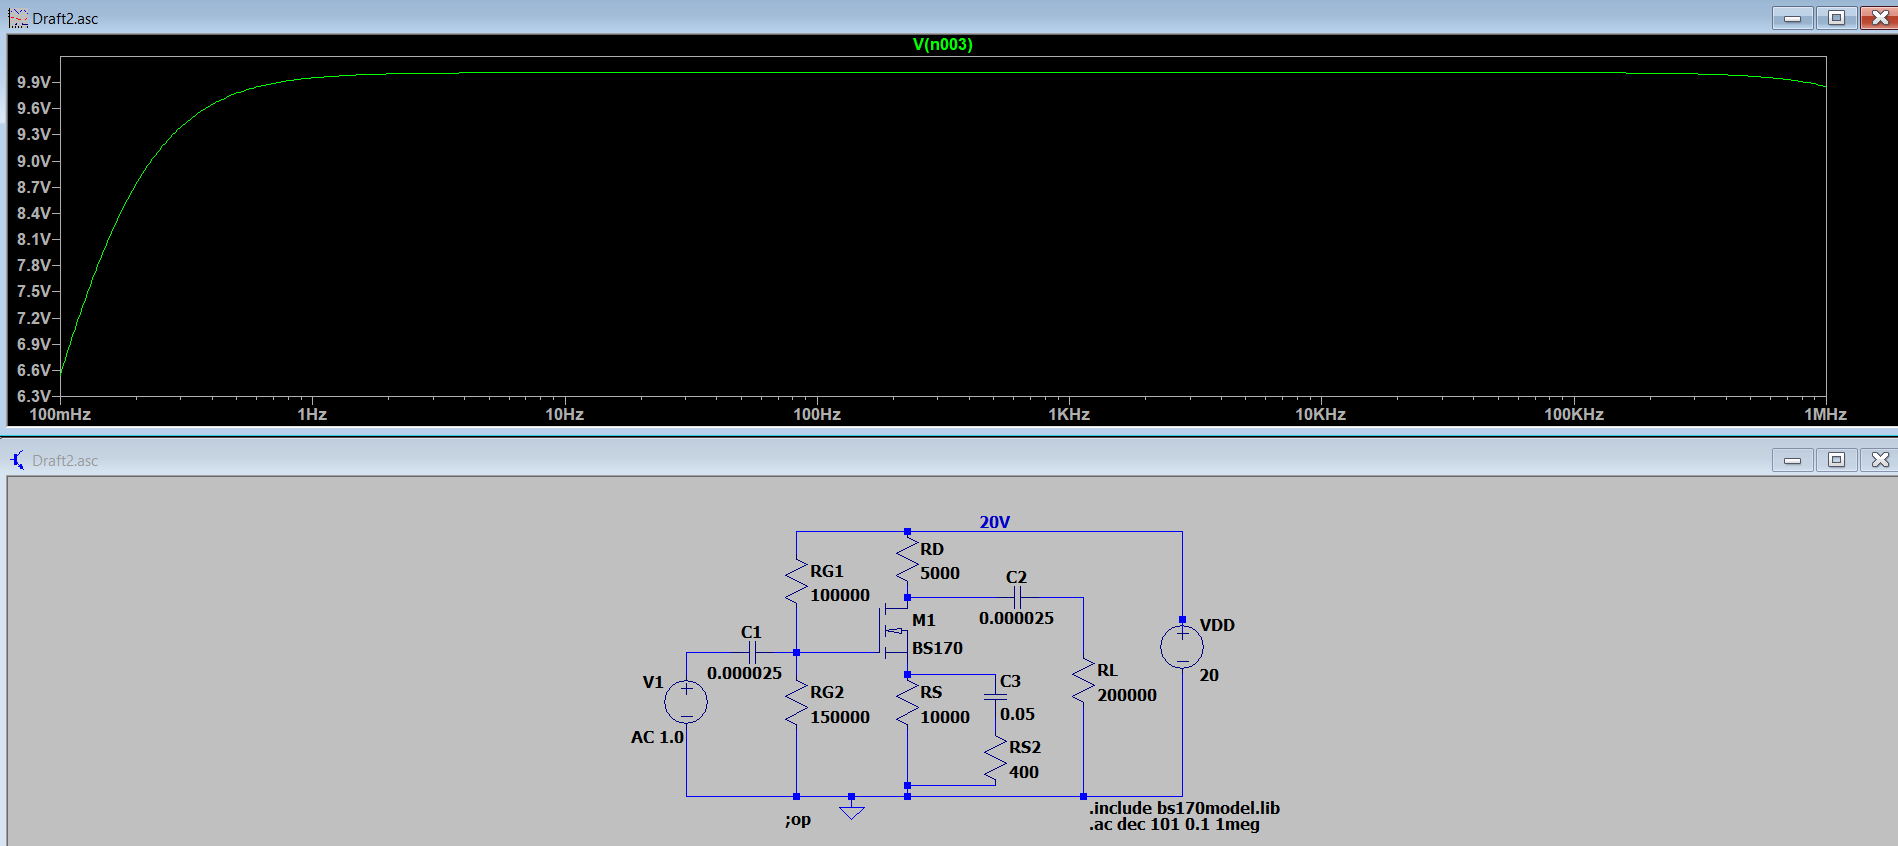 Draft2.asc
V(n003)
9.9V
9.6V
9.3V
9.0V
8.7V
8.4V
8.1V
7.8V
7.5V
7.2V
6.9V
6.6V
6.3V
100mHz 1Hz 10Hz 100Hz 1KHz 10KHz 100KHz 1MHz
Draft2.asc
20V
RD
5000
RG1
100000
C2
0.000025
M1
BS170
C1
0.000025
VDD
20
V1
AC 1.0
RG2
150000
RS
10000
C3
0.05
RL
200000
RS2
400
;op
.include bs170model.lib
.ac dec 101 0.1 1meg